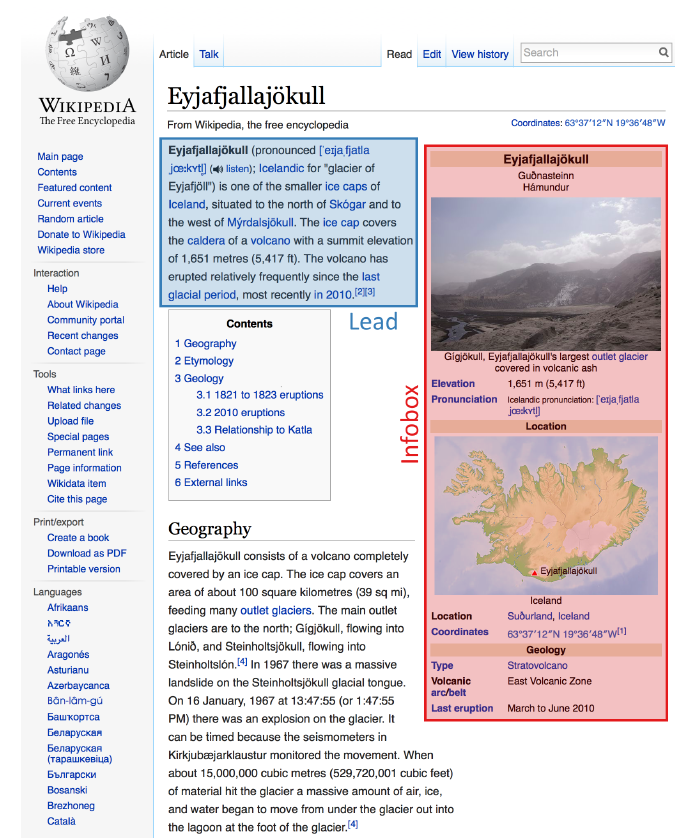 WIKIPEDIA
The Free Encyclopedia
Main page
Contents
Featured content
Current events
Random article
Donate to Wikipedia
Wikipedia store
Interaction
Help
About Wikipedia
Community portal
Recent changes
Contact page
Tools
What links here
Related changes
Upload file
Special pages
Permanent link
Page information
Wikidata item
Cite this page
Print/export
Create a book
Download as PDF
Printable version
Languages
Afrikaans
አማርኛ
العربية
Aragonés
Asturianu
Azərbaycanca
Bân-lâm-gú
Башҡортса
Беларуская
Беларуская
(тарашкевіца)
Български
Bosanski
Brezhoneg
Català
Article Talk
Read Edit View history Search
Eyjafjallajökull
From Wikipedia, the free encyclopedia
Coordinates: 63°37′12″N 19°36′48″W
Eyjafjallajökull (pronounced [ˈeɪjaˌfjatla
jœːkʏtl̥] (listen); Icelandic for "glacier of
Eyjafjöll") is one of the smaller ice caps of
Iceland, situated to the north of Skógar and to
the west of Mýrdalsjökull. The ice cap covers
the caldera of a volcano with a summit elevation
of 1,651 metres (5,417 ft). The volcano has
erupted relatively frequently since the last
glacial period, most recently in 2010.[2][3]
Lead
Contents
1 Geography
2 Etymology
3 Geology
3.1 1821 to 1823 eruptions
3.2 2010 eruptions
3.3 Relationship to Katla
4 See also
5 References
6 External links
Geography
Eyjafjallajökull consists of a volcano completely
covered by an ice cap. The ice cap covers an
area of about 100 square kilometres (39 sq mi),
feeding many outlet glaciers. The main outlet
glaciers are to the north; Gígjökull, flowing into
Lónið, and Steinholtsjökull, flowing into
Steinholtslón.[4] In 1967 there was a massive
landslide on the Steinholtsjökull glacial tongue.
On 16 January, 1967 at 13:47:55 (or 1:47:55
PM) there was an explosion on the glacier. It
can be timed because the seismometers in
Kirkjubæjarklaustur monitored the movement. When
about 15,000,000 cubic metres (529,720,001 cubic feet)
of material hit the glacier a massive amount of air, ice,
and water began to move from under the glacier out into
the lagoon at the foot of the glacier.[4]
Infobox
Eyjafjallajökull
Guðnasteinn
Hámundur
Gígjökull, Eyjafjallajökull's largest outlet glacier
covered in volcanic ash
Elevation 1,651 m (5,417 ft)
Pronunciation Icelandic pronunciation: [ˈeɪjaˌfjatla
jœːkʏtl̥]
Location
Eyjafjallajökull
Iceland
Location Suðurland, Iceland
Coordinates 63°37′12″N 19°36′48″W[1]
Geology
Type Stratovolcano
Volcanic East Volcanic Zone
arc/belt
Last eruption March to June 2010